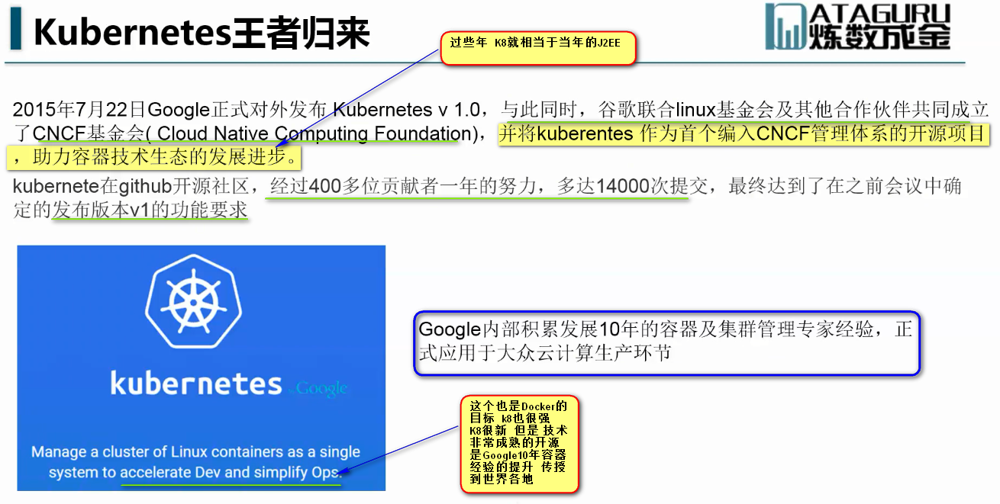 Kubernetes王者归来
ATAGURU
炼数成金
过些年 K8就相当于当年的J2EE
2015年7月22日Google正式对外发布 Kubernetes v 1.0，与此同时，谷歌联合linux基金会及其他合作伙伴共同成立
了CNCF基金会( Cloud Native Computing Foundation)，并将kuberentes 作为首个编入CNCF管理体系的开源项目
，助力容器技术生态的发展进步。
kubernete在github开源社区，经过400多位贡献者一年的努力，多达14000次提交，最终达到了在之前会议中确
定的发布版本v1的功能要求
kubernetes
by Google
Manage a cluster of Linux containers as a single
system to accelerate Dev and simplify Ops.
Google内部积累发展10年的容器及集群管理专家经验，正
式应用于大众云计算生产环节
这个也是Docker的
目标 k8也很强
K8很新 但是 技术
非常成熟的开源
是Google10年容器
经验的提升 传授
到世界各地